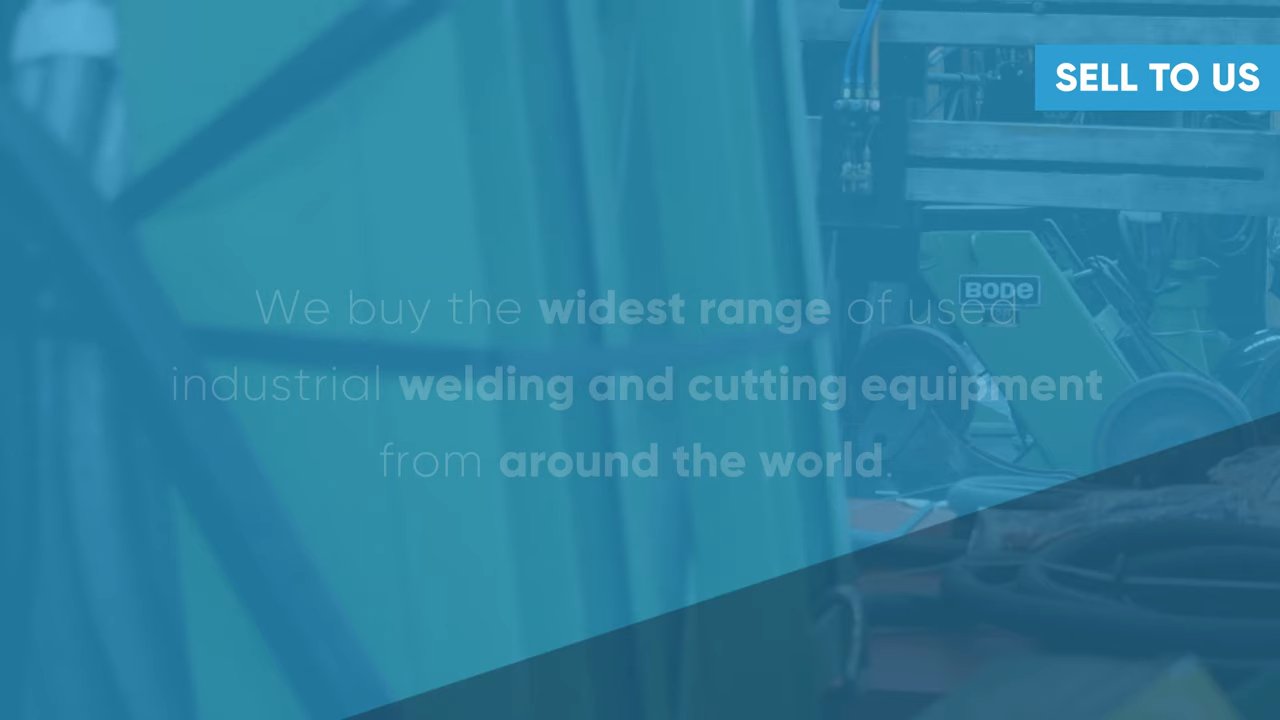 SELL TO US
BODE
We buy the widest range of used
industrial welding and cutting equipment
from around the world.